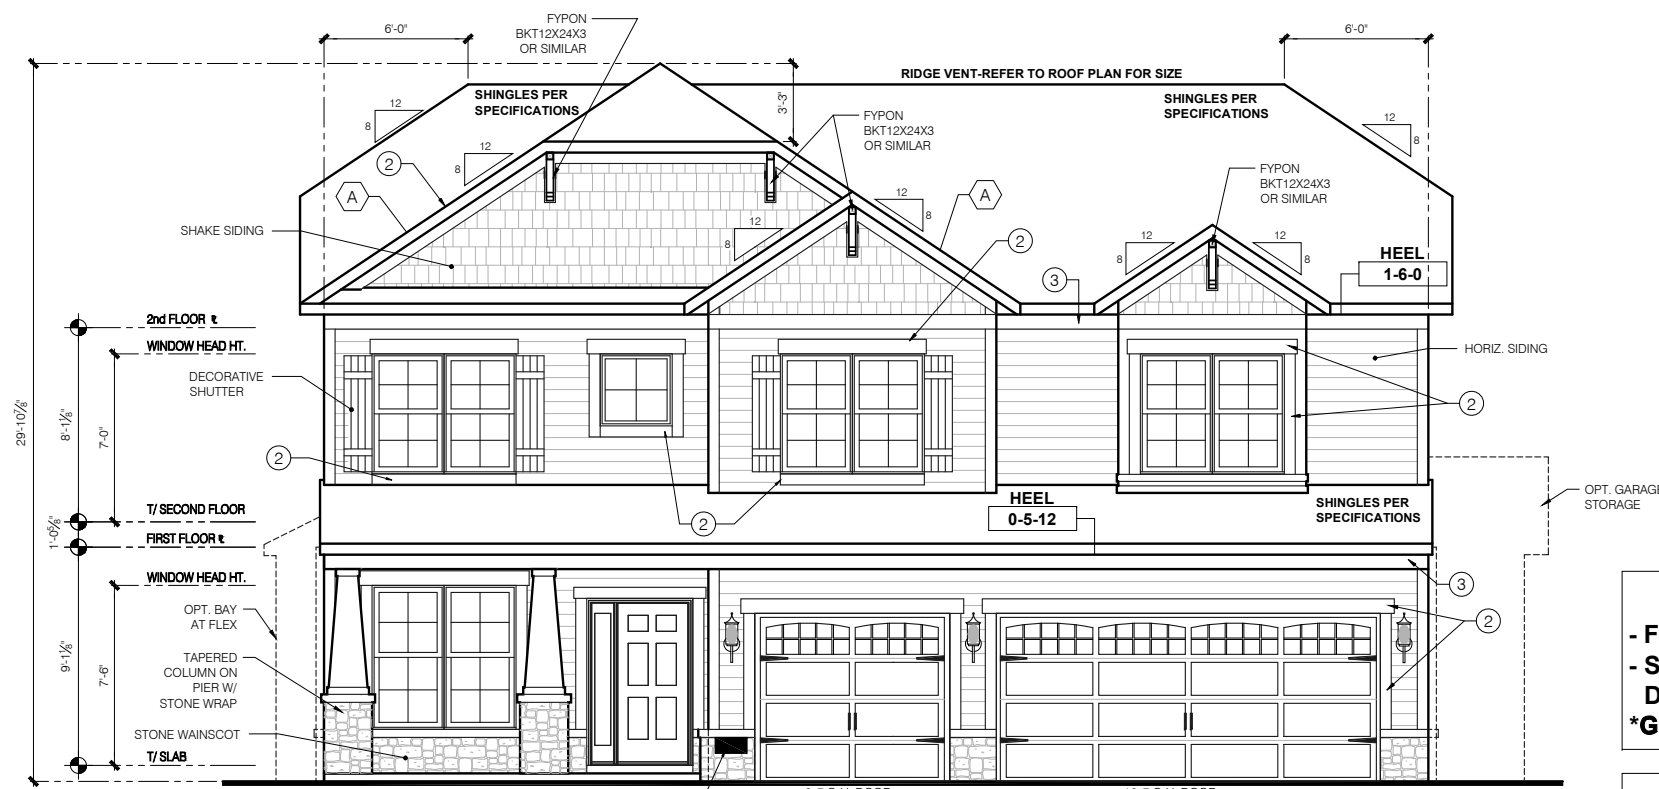 6'-0"
FYPON
BKT12X24X3
OR SIMILAR
6'-0"
RIDGE VENT-REFER TO ROOF PLAN FOR SIZE
SHINGLES PER
SPECIFICATIONS
3'-3"
SHINGLES PER
SPECIFICATIONS
12
8
FYPON
BKT12X24X3
OR SIMILAR
12
8
12
8
2
FYPON
BKT12X24X3
OR SIMILAR
A
12
8
A
SHAKE SIDING
12
8
2
12
8
12
8
HEEL
1-6-0
3
2nd FLOOR
WINDOW HEAD HT.
HORIZ. SIDING
DECORATIVE
SHUTTER
29'-10⅞"
8'-1⅛"
7'-0"
2
2
2
HEEL
0-5-12
SHINGLES PER
SPECIFICATIONS
OPT. GARAGE
STORAGE
T/ SECOND FLOOR
1'-0⅝"
FIRST FLOOR
WINDOW HEAD HT.
3
OPT. BAY
AT FLEX
2
9'-1⅛"
7'-6"
TAPERED
COLUMN ON
PIER W/
STONE WRAP
STONE WAINSCOT
T/ SLAB
- F
- S
D
*G